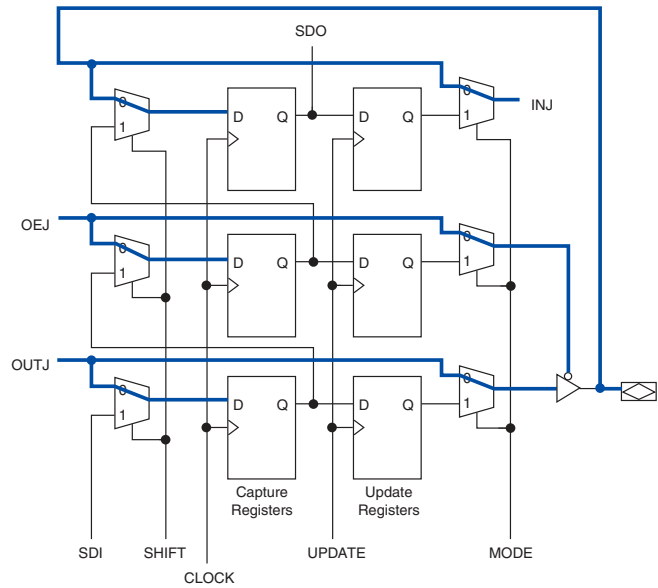 SDO
0
1
D Q
D Q
0
1
INJ
OEJ
0
1
D Q
D Q
0
1
OUTJ
0
1
D Q
D Q
0
1
Capture
Registers
Update
Registers
SDI
SHIFT
CLOCK
UPDATE
MODE